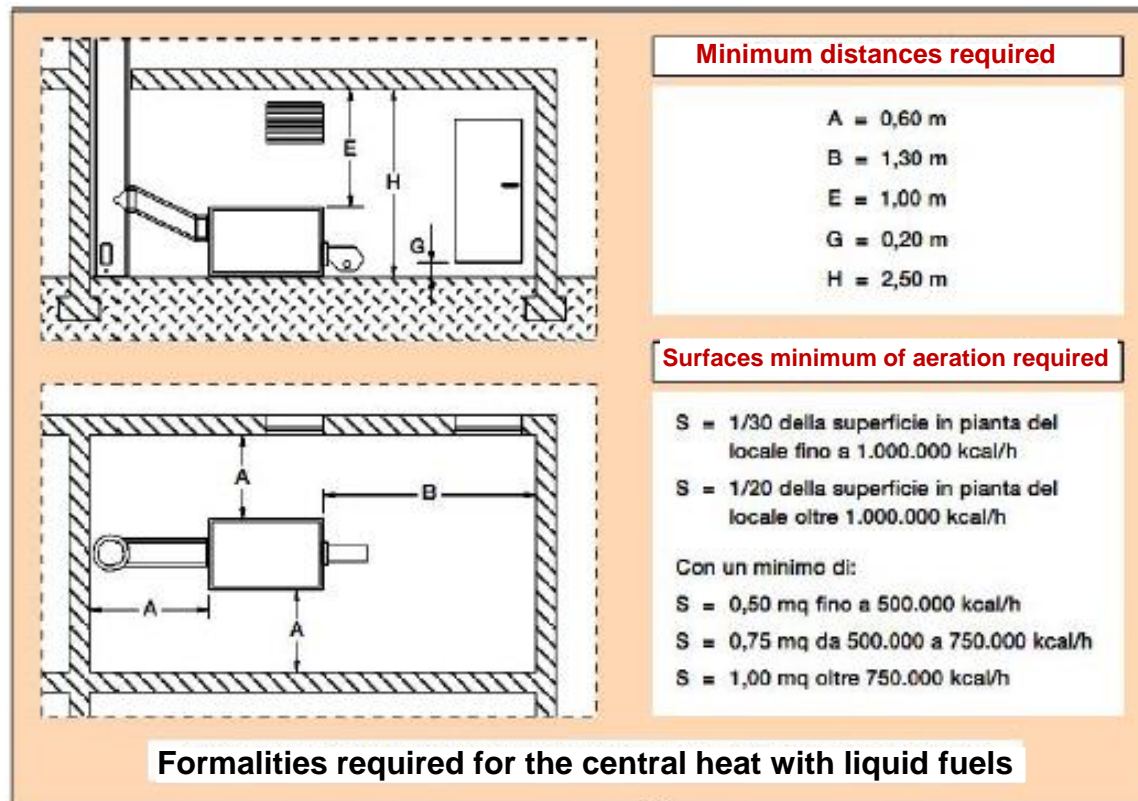 E
H
G
A
B
A
A
Minimum distances required
A = 0,60 m
B = 1,30 m
E = 1,00 m
G = 0,20 m
H = 2,50 m
Surfaces minimum of aeration required
S = 1/30 della superficie in pianta del
locale fino a 1.000.000 kcal/h
S = 1/20 della superficie in pianta del
locale oltre 1.000.000 kcal/h
Con un minimo di:
S = 0,50 mq fino a 500.000 kcal/h
S = 0,75 mq da 500.000 a 750.000 kcal/h
S = 1,00 mq oltre 750.000 kcal/h
Formalities required for the central heat with liquid fuels